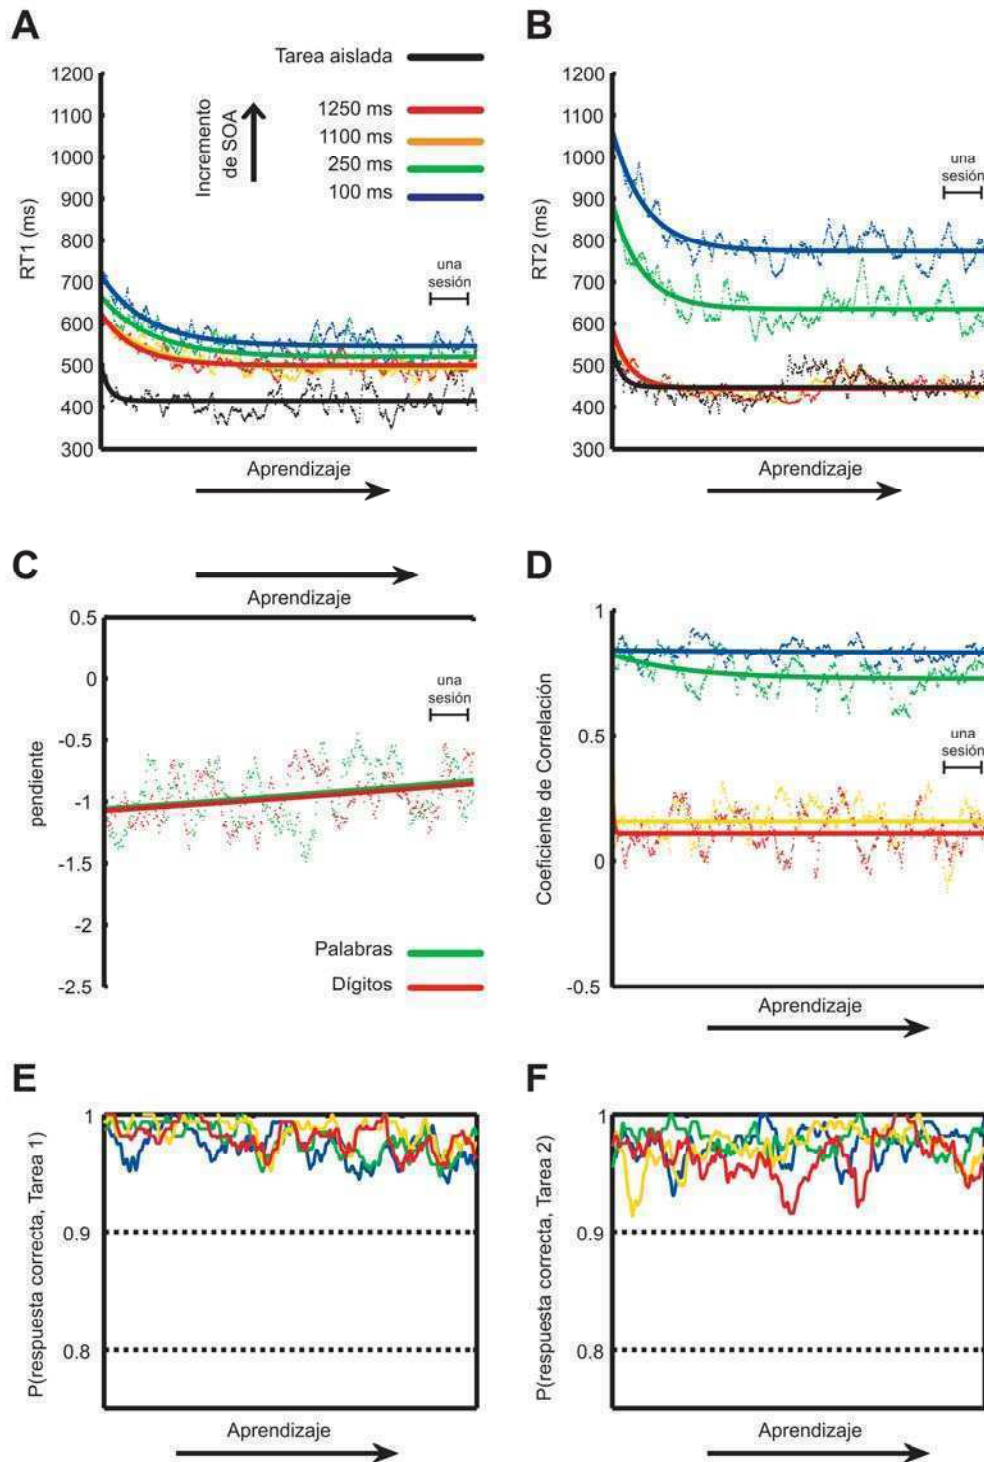 A
Tarea aislada
1250 ms
1100 ms
250 ms
100 ms
Incremento
de SOA
1200
1100
1000
900
800
700
600
500
400
300
RT1 (ms)
una
sesión
Aprendizaje
B
1200
1100
1000
900
800
700
600
500
400
300
RT2 (ms)
una
sesión
Aprendizaje
C
Aprendizaje
0.5
0
-0.5
-1
-1.5
-2
-2.5
pendiente
una
sesión
Palabras
Dígitos
D
1
0.5
0
-0.5
Coeficiente de Correlación
una
sesión
Aprendizaje
E
1
0.9
0.8
P(respuesta correcta, Tarea 1)
Aprendizaje
F
1
0.9
0.8
P(respuesta correcta, Tarea 2)
Aprendizaje